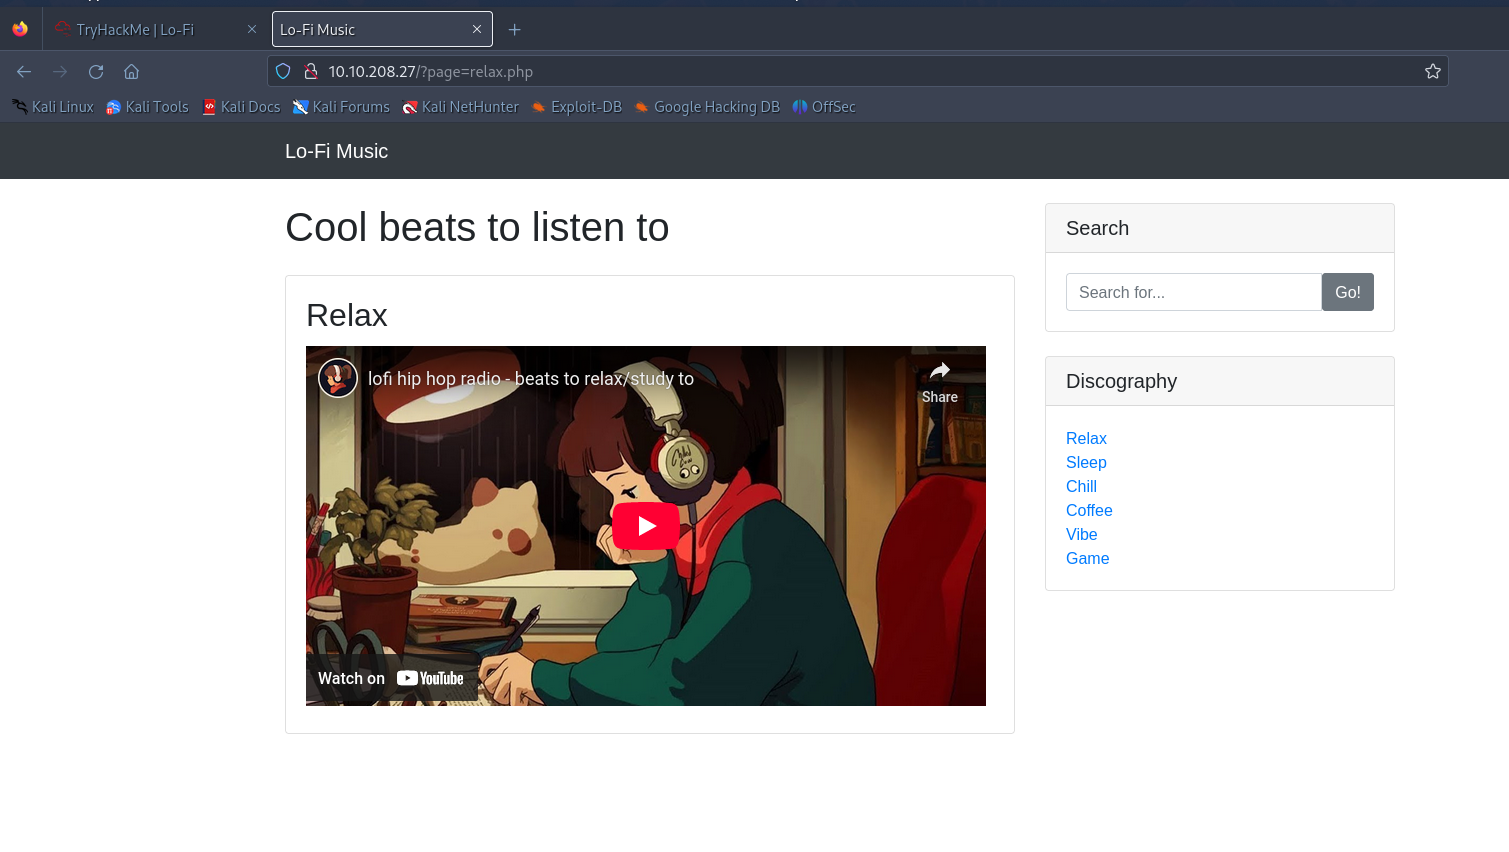 TryHackMe | Lo-Fi
Lo-Fi Music
10.10.208.27/?page=relax.php
Kali Linux Kali Tools Kali Docs Kali Forums Kali NetHunter Exploit-DB Google Hacking DB OffSec
Lo-Fi Music
Cool beats to listen to
Relax
lofi hip hop radio - beats to relax/study to
Share
Watch on YouTube
Search
Search for...
Go!
Discography
Relax
Sleep
Chill
Coffee
Vibe
Game